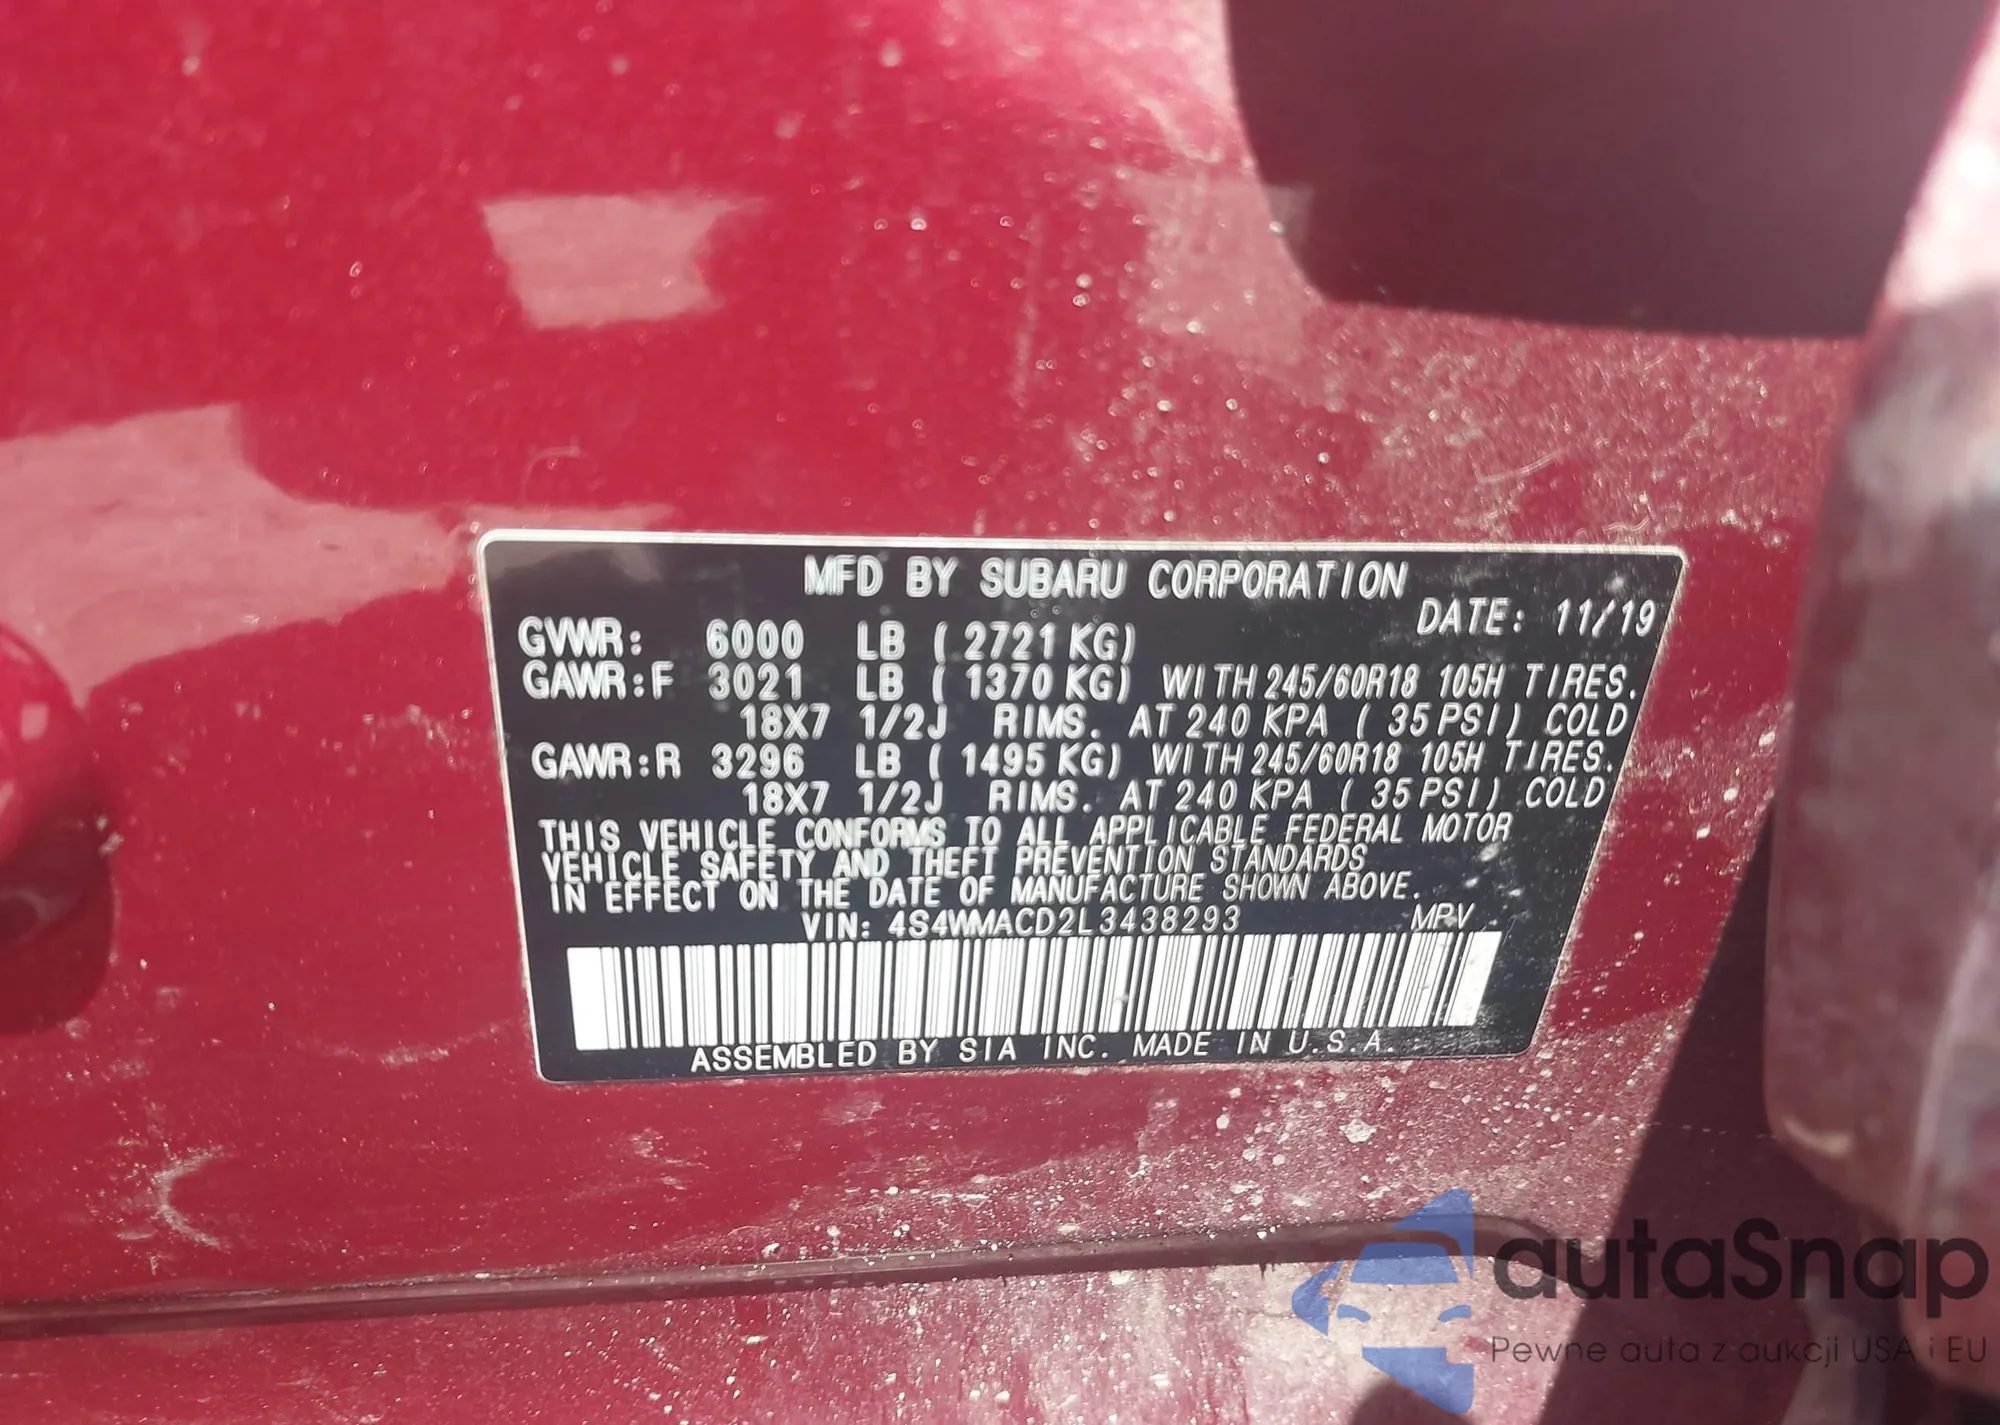 MFD BY SUBARU CORPORATION
DATE: 11/19
GVWR: 6000 LB ( 2721 KG)
GAWR:F 3021 LB ( 1370 KG) WITH 245/60R18 105H TIRES.
18X7 1/2J RIMS. AT 240 KPA ( 35 PSI) COLD
GAWR:R 3296 LB ( 1495 KG) WITH 245/60R18 105H TIRES.
18X7 1/2J RIMS. AT 240 KPA ( 35 PSI) COLD
THIS VEHICLE CONFORMS TO ALL APPLICABLE FEDERAL MOTOR
VEHICLE SAFETY AND THEFT PREVENTION STANDARDS
IN EFFECT ON THE DATE OF MANUFACTURE SHOWN ABOVE.
VIN: 4S4WMACD2L3438293 MPV
ASSEMBLED BY SIA INC. MADE IN U.S.A.
autaSnap
Pewne auta z aukcji USA i EU